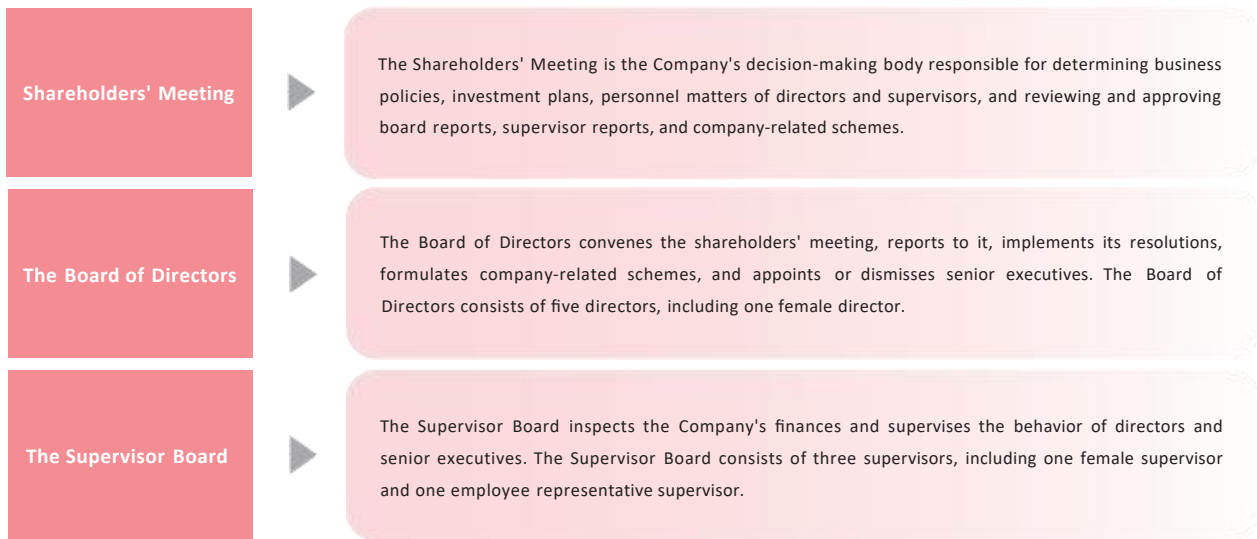 Shareholders' Meeting
The Shareholders' Meeting is the Company's decision-making body responsible for determining business
policies, investment plans, personnel matters of directors and supervisors, and reviewing and approving
board reports, supervisor reports, and company-related schemes.
The Board of Directors
The Board of Directors convenes the shareholders' meeting, reports to it, implements its resolutions,
formulates company-related schemes, and appoints or dismisses senior executives. The Board of
Directors consists of five directors, including one female director.
The Supervisor Board
The Supervisor Board inspects the Company's finances and supervises the behavior of directors and
senior executives. The Supervisor Board consists of three supervisors, including one female supervisor
and one employee representative supervisor.